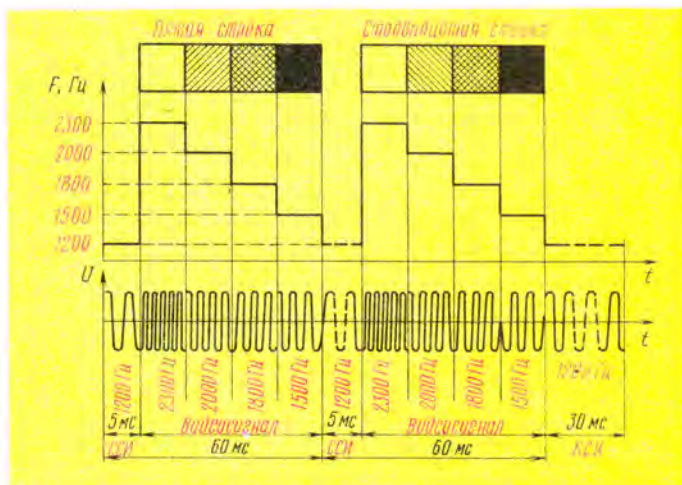 строка Стодвадцатая строка
F, Гц
2300
2000
1800
1500
1200
t
U
t
1200 Гц 2300 Гц 2000 Гц 1800 Гц 1500 Гц 1200 Гц 2300 Гц 2000 Гц 1800 Гц 1500 Гц 1200 Гц
5 мс Видеосигнал 5 мс Видеосигнал 30 мс
ССИ 60 мс ССИ 60 мс КСИ